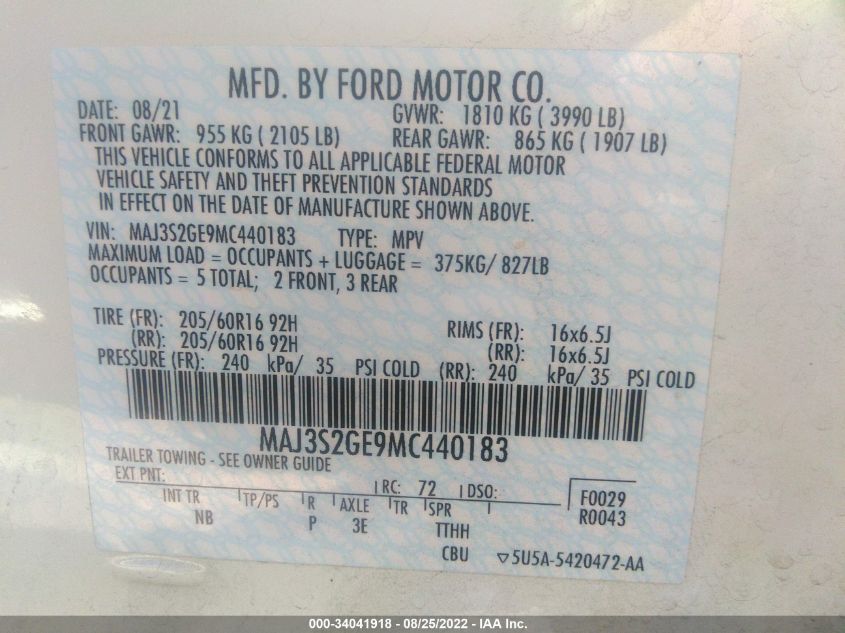 MFD. BY FORD MOTOR CO.
DATE: 08/21 GVWR: 1810 KG ( 3990 LB)
FRONT GAWR: 955 KG ( 2105 LB) REAR GAWR: 865 KG ( 1907 LB)
THIS VEHICLE CONFORMS TO ALL APPLICABLE FEDERAL MOTOR
VEHICLE SAFETY AND THEFT PREVENTION STANDARDS
IN EFFECT ON THE DATE OF MANUFACTURE SHOWN ABOVE.
VIN: MAJ3S2GE9MC440183 TYPE: MPV
MAXIMUM LOAD = OCCUPANTS + LUGGAGE = 375KG/ 827LB
OCCUPANTS = 5 TOTAL; 2 FRONT, 3 REAR
TIRE (FR): 205/60R16 92H RIMS (FR): 16x6.5J
(RR): 205/60R16 92H (RR): 16x6.5J
PRESSURE (FR): 240 kPa/ 35 PSI COLD (RR): 240 kPa/ 35 PSI COLD
MAJ3S2GE9MC440183
TRAILER TOWING - SEE OWNER GUIDE
EXT PNT: RC: 72 DSO: F0029
INT TR TP/PS R AXLE TR SPR R0043
NB P 3E TTHH
CBU ▽5U5A-5420472-AA
000-34041918 - 08/25/2022 - IAA Inc.